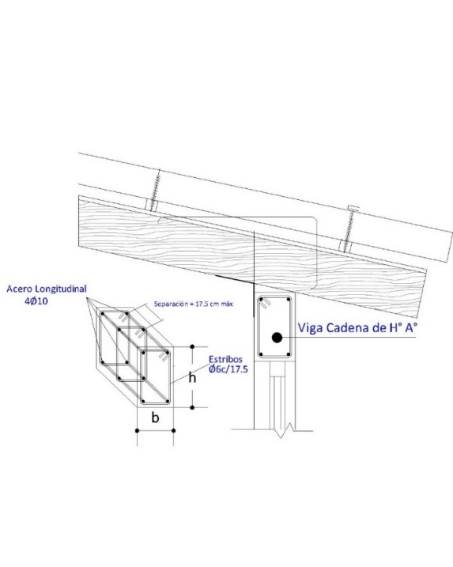 Acero Longitudinal
4Ø10
Separación = 17.5 cm máx
Viga Cadena de H° A°
Estribos
Ø6c/17.5
h
b